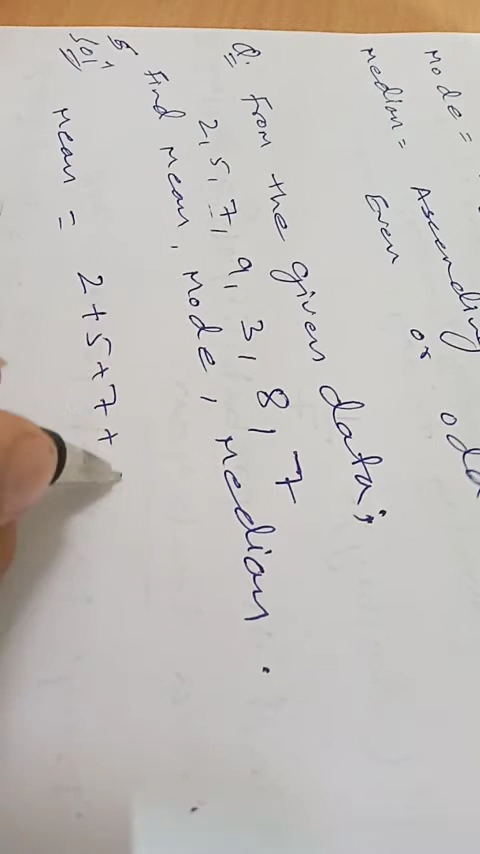 Mode =
Median = Ascending
Even or odd
Q. From the given data;
2, 5, 7, 9, 3, 8, 7
Find Mean, Mode, Median.
Sol
Mean = 2+5+7+